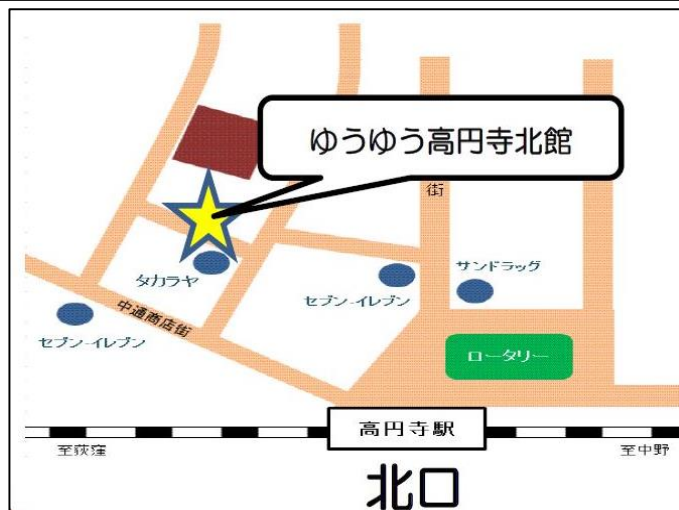 ゆうゆう高円寺北館
街
サンドラッグ
タカラヤ
セブン-イレブン
中通商店街
セブン-イレブン
ロータリー
高円寺駅
至荻窪
至中野
北口